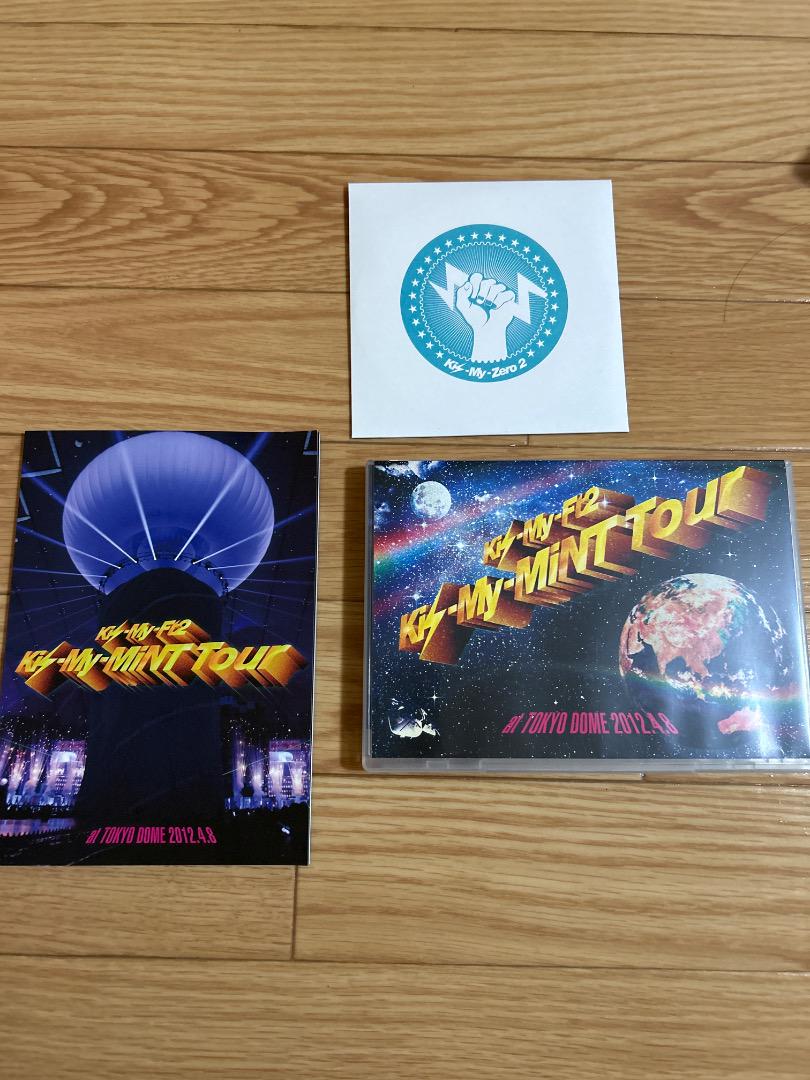 Kis-My-Zero 2
Kis-My-Ft2
Kis-My-MiNT Tour
at TOKYO DOME 2012.4.8
Kis-My-Ft2
Kis-My-MiNT Tour
at TOKYO DOME 2012.4.8